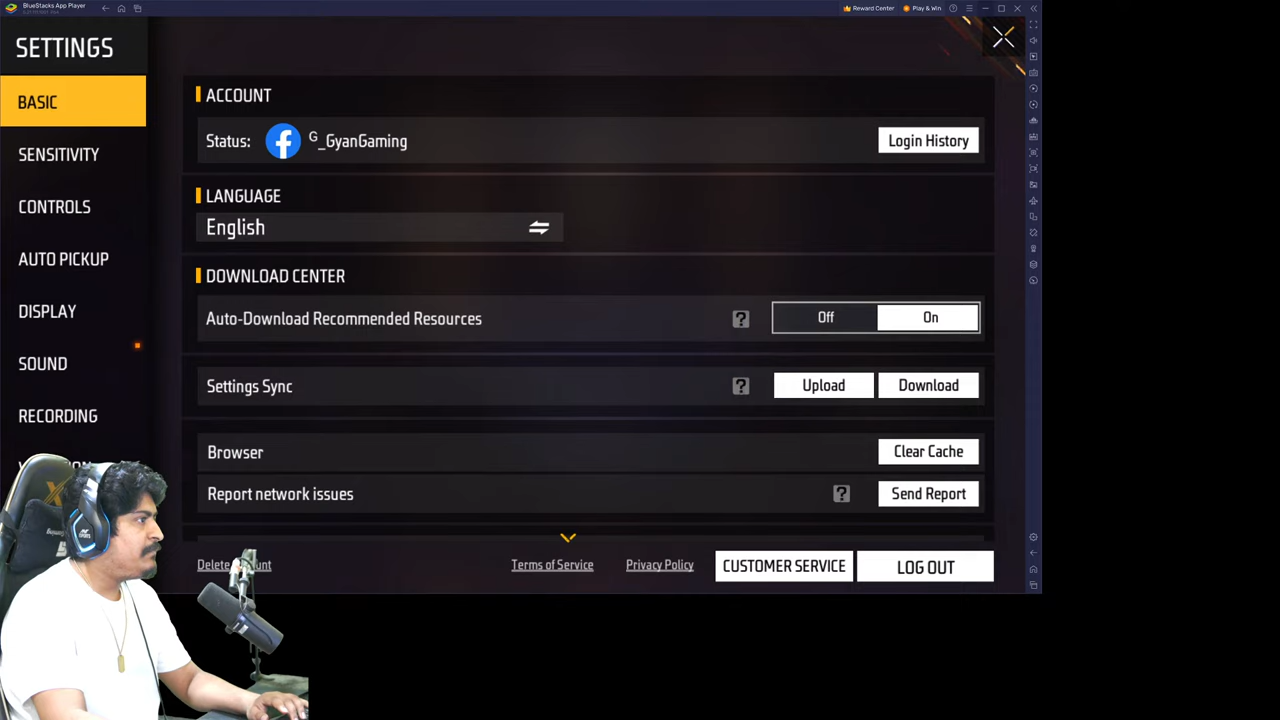 BlueStacks App Player
Reward Center
Play & Win
SETTINGS
BASIC
SENSITIVITY
CONTROLS
AUTO PICKUP
DISPLAY
SOUND
RECORDING
ACCOUNT
Status: G_GyanGaming
Login History
LANGUAGE
English
DOWNLOAD CENTER
Auto-Download Recommended Resources ? Off On
Settings Sync ? Upload Download
Browser Clear Cache
Report network issues ? Send Report
Terms of Service Privacy Policy CUSTOMER SERVICE LOG OUT